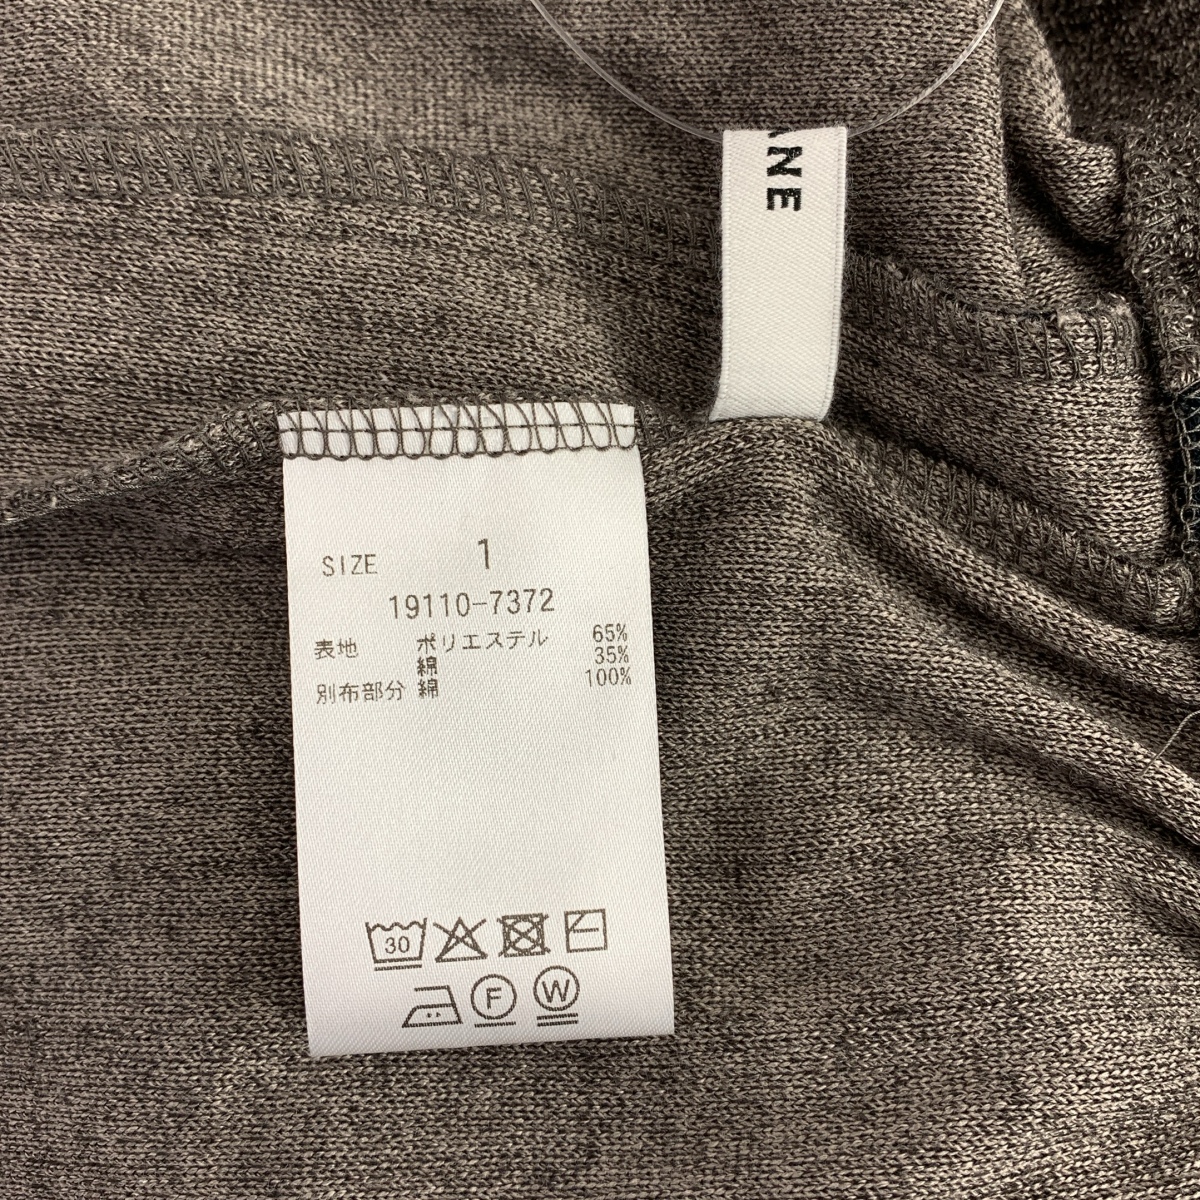 NE
SIZE 1
19110-7372
表地 ポリエステル 65%
綿 35%
別布部分 綿 100%
30
F W